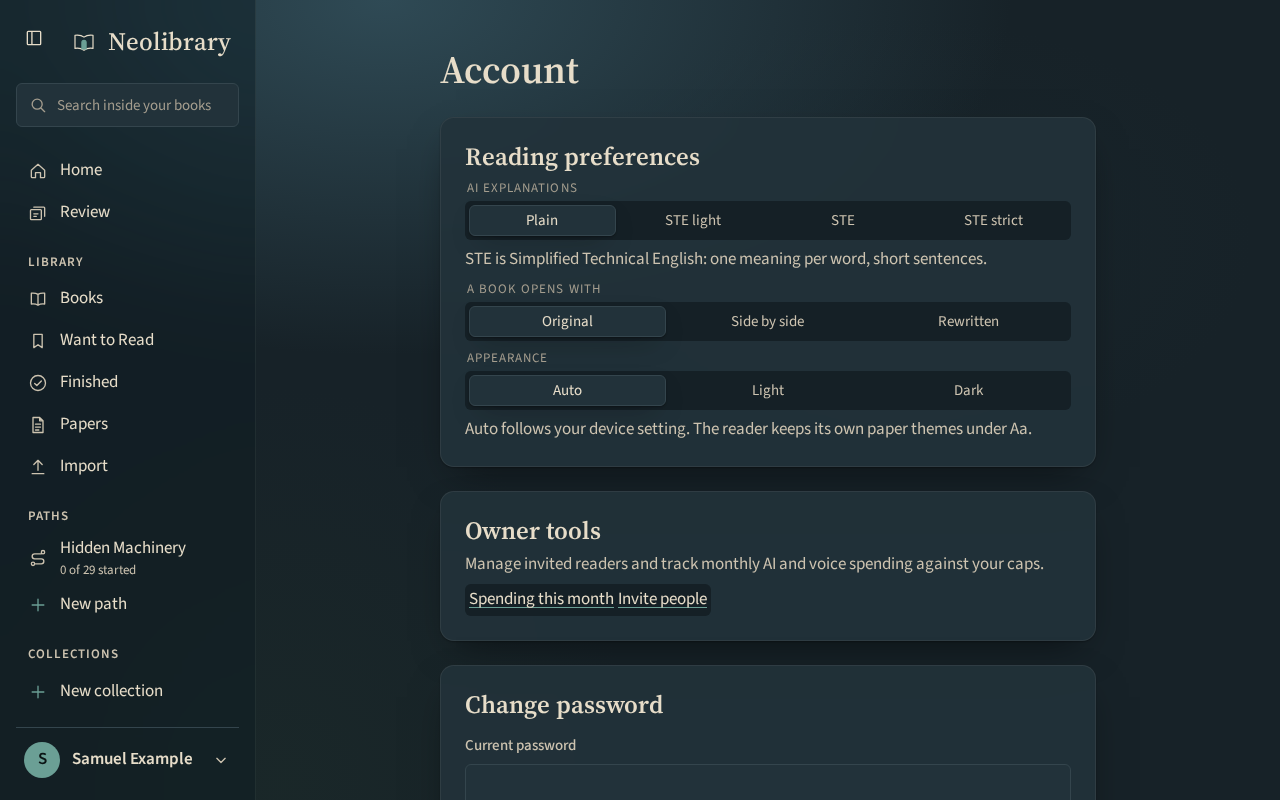 Neolibrary
Search inside your books
Home
Review
LIBRARY
Books
Want to Read
Finished
Papers
Import
PATHS
Hidden Machinery
0 of 29 started
New path
COLLECTIONS
New collection
S
Samuel Example
Account
Reading preferences
AI EXPLANATIONS
Plain STE light STE STE strict
STE is Simplified Technical English: one meaning per word, short sentences.
A BOOK OPENS WITH
Original Side by side Rewritten
APPEARANCE
Auto Light Dark
Auto follows your device setting. The reader keeps its own paper themes under Aa.
Owner tools
Manage invited readers and track monthly AI and voice spending against your caps.
Spending this month Invite people
Change password
Current password